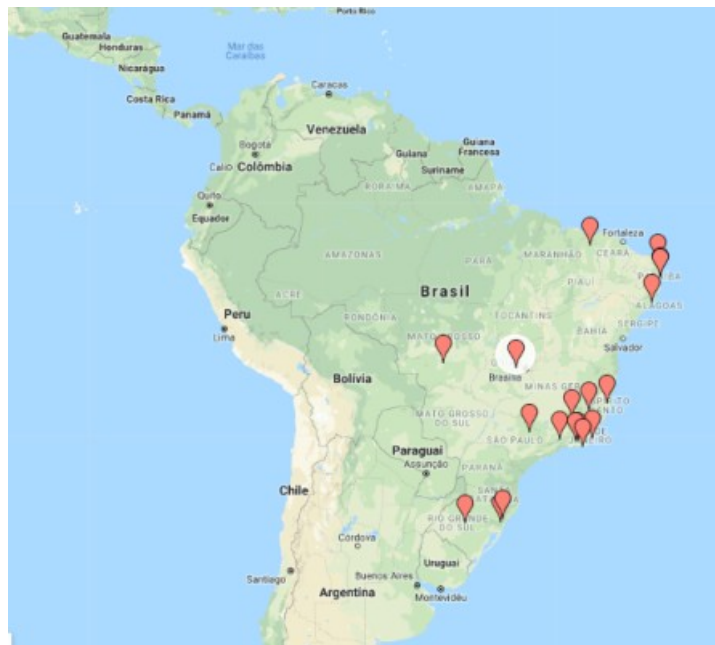 Porto Rico
Guatemala
Honduras
Mar das
Caraíbas
Nicarágua
Caracas
Costa Rica
Panamá
Venezuela
Guiana
Francesa
Bogotá
Guiana
Cali
Colômbia
Suriname
RORAIMA
AMAPÁ
Quito
Equador
Fortaleza
AMAZONAS
PARÁ
MARANHÃO
CEARÁ
PIAUÍ
ACRE
Brasil
ALAGOAS
Peru
RONDÔNIA
TOCANTINS
SERGIPE
Lima
MATO GROSSO
BAHIA
Salvador
Bolívia
Brasília
MINAS GE
MATO GROSSO
DO SUL
SÃO PAULO
Paraguai
Assunção
PARANÁ
Chile
RIO GRANDE
DO SUL
Córdova
Uruguai
Santiago
Buenos Aires
Montevidéu
Argentina